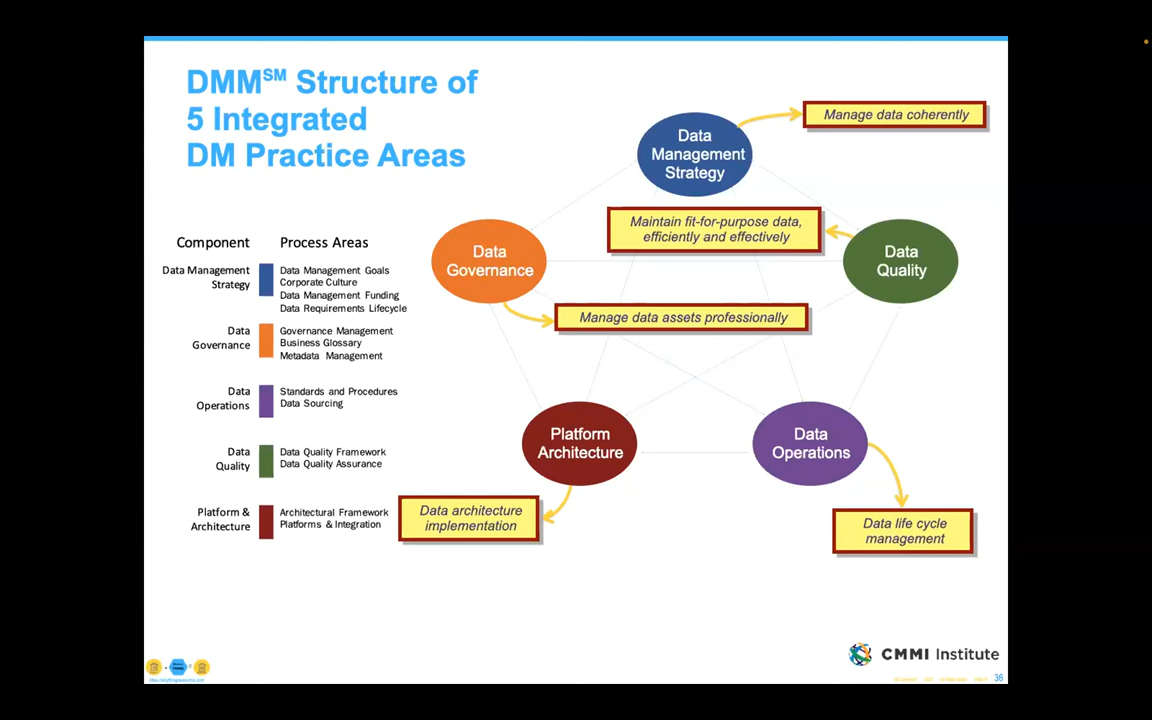 DMM℠ Structure of
5 Integrated
DM Practice Areas
Component
Process Areas
Data Management
Strategy
Data Management Goals
Corporate Culture
Data Management Funding
Data Requirements Lifecycle
Data
Governance
Governance Management
Business Glossary
Metadata Management
Data
Operations
Standards and Procedures
Data Sourcing
Data
Quality
Data Quality Framework
Data Quality Assurance
Platform &
Architecture
Architectural Framework
Platforms & Integration
Data
Management
Strategy
Manage data coherently
Maintain fit-for-purpose data,
efficiently and effectively
Data
Governance
Data
Quality
Manage data assets professionally
Platform
Architecture
Data
Operations
Data architecture
implementation
Data life cycle
management
CMMI Institute
36